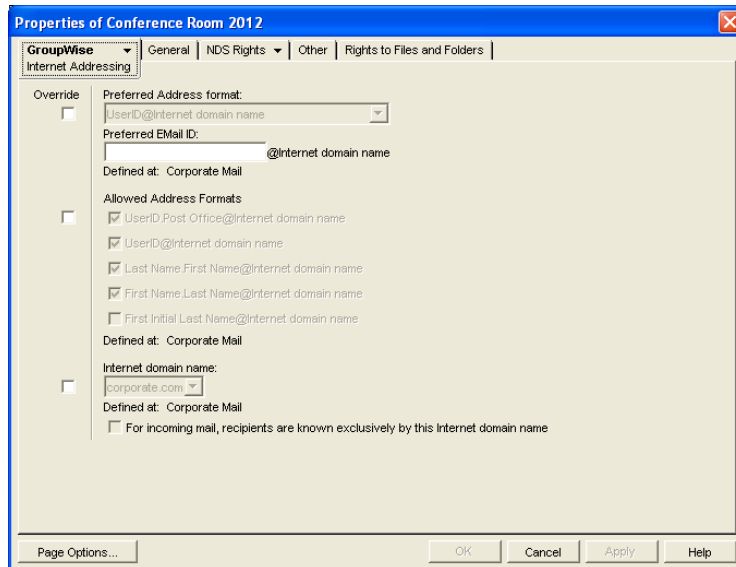 Properties of Conference Room 2012
GroupWise General NDS Rights Other Rights to Files and Folders
Internet Addressing
Override Preferred Address format:
UserID@Internet domain name
Preferred EMail ID:
@Internet domain name
Defined at: Corporate Mail
Allowed Address Formats
UserID.Post Office@Internet domain name
UserID@Internet domain name
Last Name.First Name@Internet domain name
First Name.Last Name@Internet domain name
First Initial Last Name@Internet domain name
Defined at: Corporate Mail
Internet domain name:
corporate.com
Defined at: Corporate Mail
For incoming mail, recipients are known exclusively by this Internet domain name
Page Options... OK Cancel Apply Help